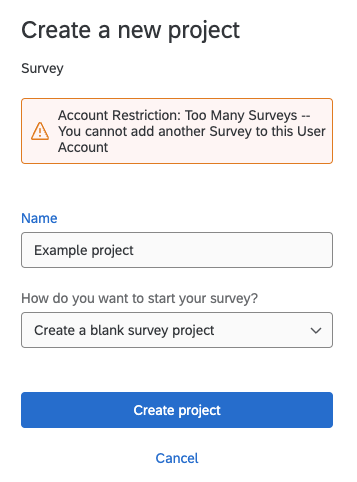 Create a new project
Survey
Account Restriction: Too Many Surveys --
You cannot add another Survey to this User
Account
Name
Example project
How do you want to start your survey?
Create a blank survey project
Create project
Cancel